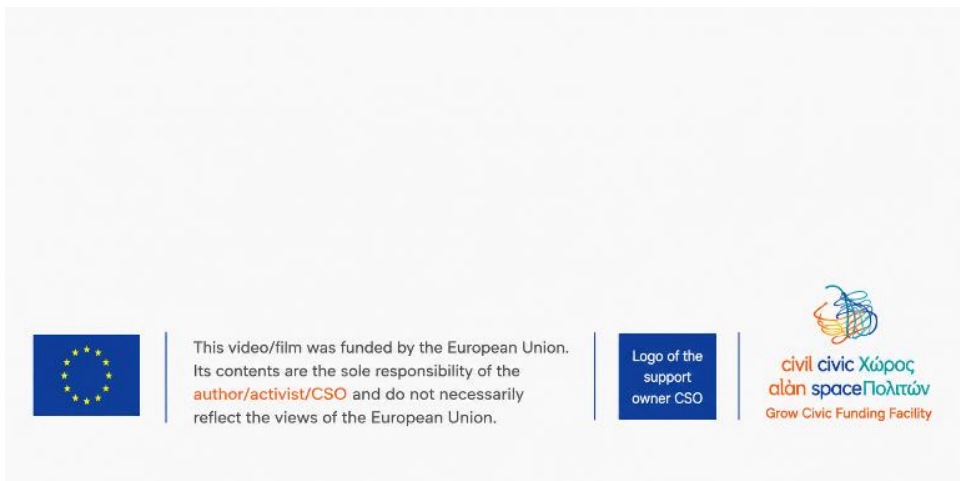 This video/film was funded by the European Union.
Its contents are the sole responsibility of the
author/activist/CSO and do not necessarily
reflect the views of the European Union.
Logo of the
support
owner CSO
civil civic Χώρος
alàn spaceΠολιτών
Grow Civic Funding Facility